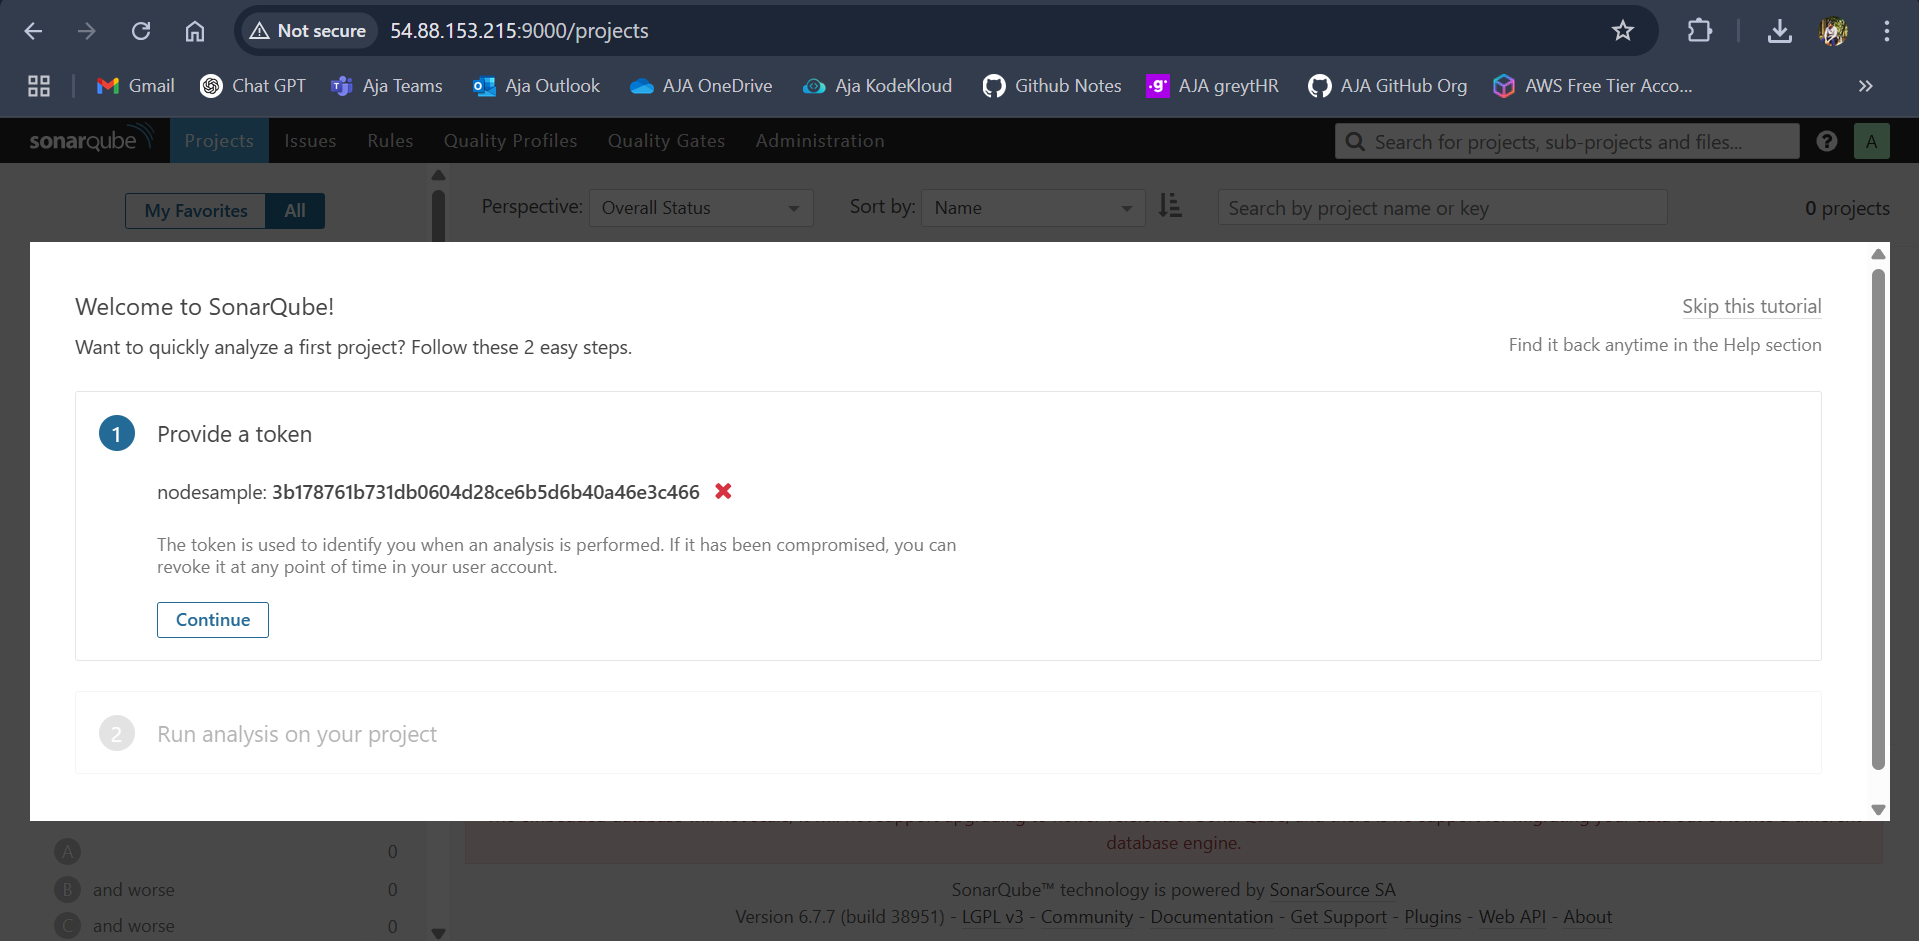 Not secure 54.88.153.215:9000/projects
Gmail Chat GPT Aja Teams Aja Outlook AJA OneDrive Aja KodeKloud Github Notes AJA greytHR AJA GitHub Org AWS Free Tier Acco... »
sonarqube Projects Issues Rules Quality Profiles Quality Gates Administration Search for projects, sub-projects and files... ? A
My Favorites All Perspective: Overall Status Sort by: Name Search by project name or key 0 projects
Welcome to SonarQube! Skip this tutorial
Want to quickly analyze a first project? Follow these 2 easy steps. Find it back anytime in the Help section
1 Provide a token
nodesample: 3b178761b731db0604d28ce6b5d6b40a46e3c466
The token is used to identify you when an analysis is performed. If it has been compromised, you can
revoke it at any point of time in your user account.
Continue
2 Run analysis on your project
database engine.
A 0
B and worse 0
SonarQube™ technology is powered by SonarSource SA
C and worse 0
Version 6.7.7 (build 38951) - LGPL v3 - Community - Documentation - Get Support - Plugins - Web API - About